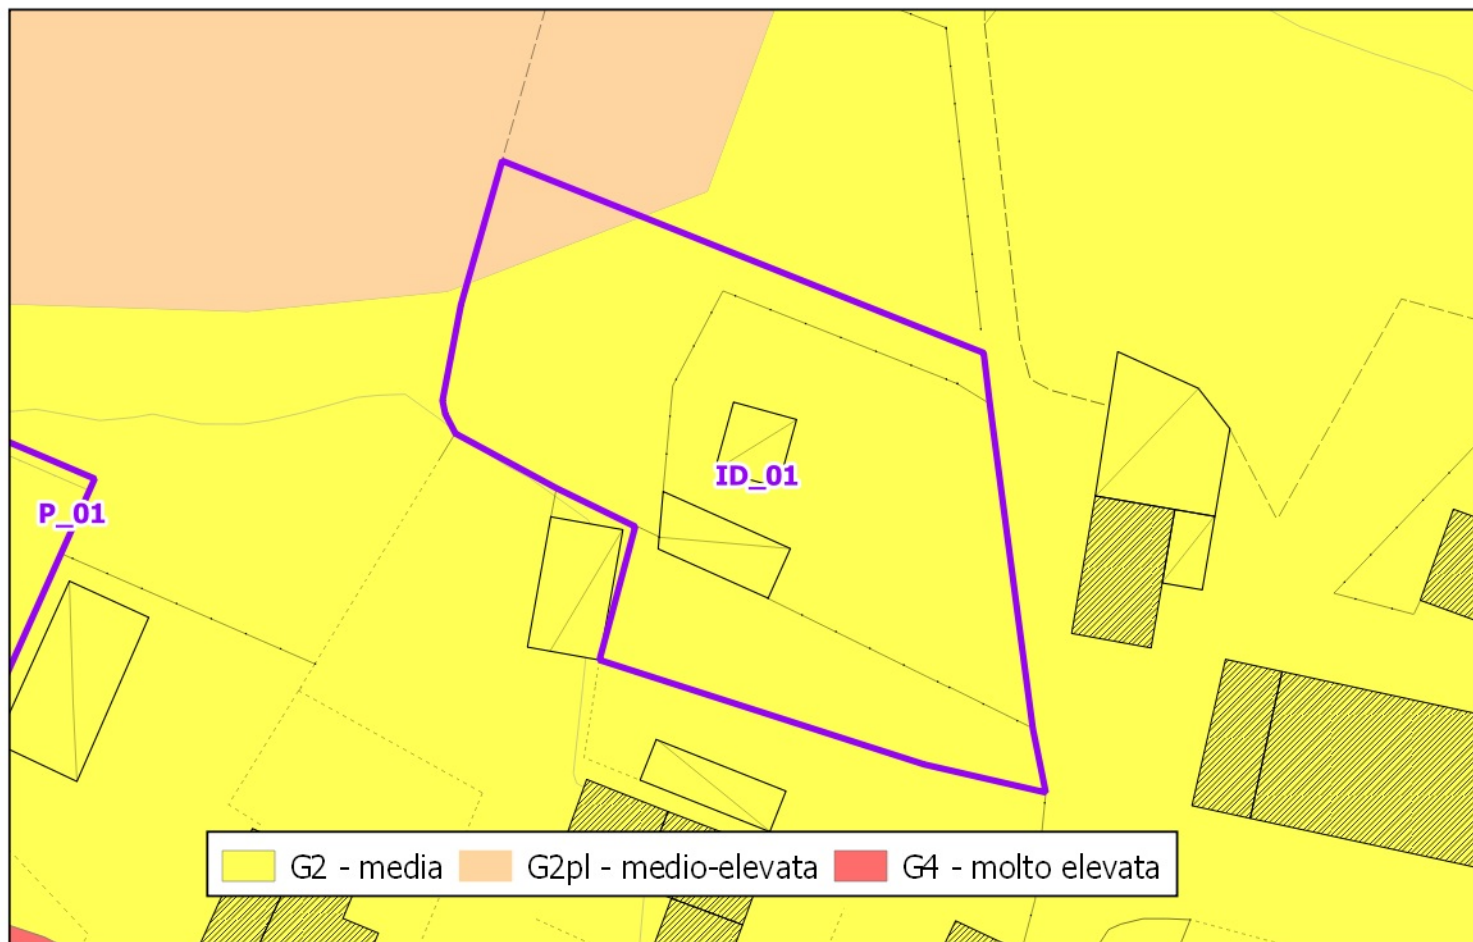 ID_01
P_01
G2 - media
G2pl - medio-elevata
G4 - molto elevata